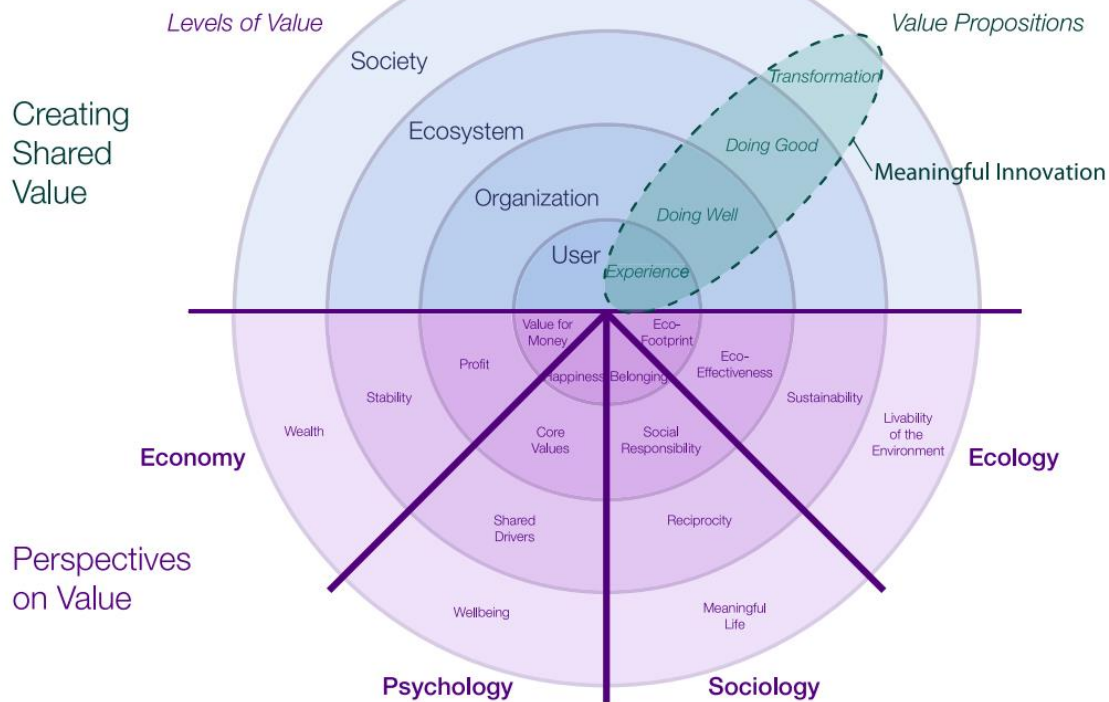 Levels of Value
Value Propositions
Society
Transformation
Creating
Shared
Value
Ecosystem
Doing Good
Meaningful Innovation
Organization
Doing Well
User
Experience
Value for
Money
Eco-
Footprint
Profit
Eco-
Effectiveness
Happiness
Belonging
Stability
Sustainability
Wealth
Core
Values
Social
Responsibility
Livability
of the
Environment
Economy
Ecology
Shared
Drivers
Reciprocity
Perspectives
on Value
Wellbeing
Meaningful
Life
Psychology
Sociology